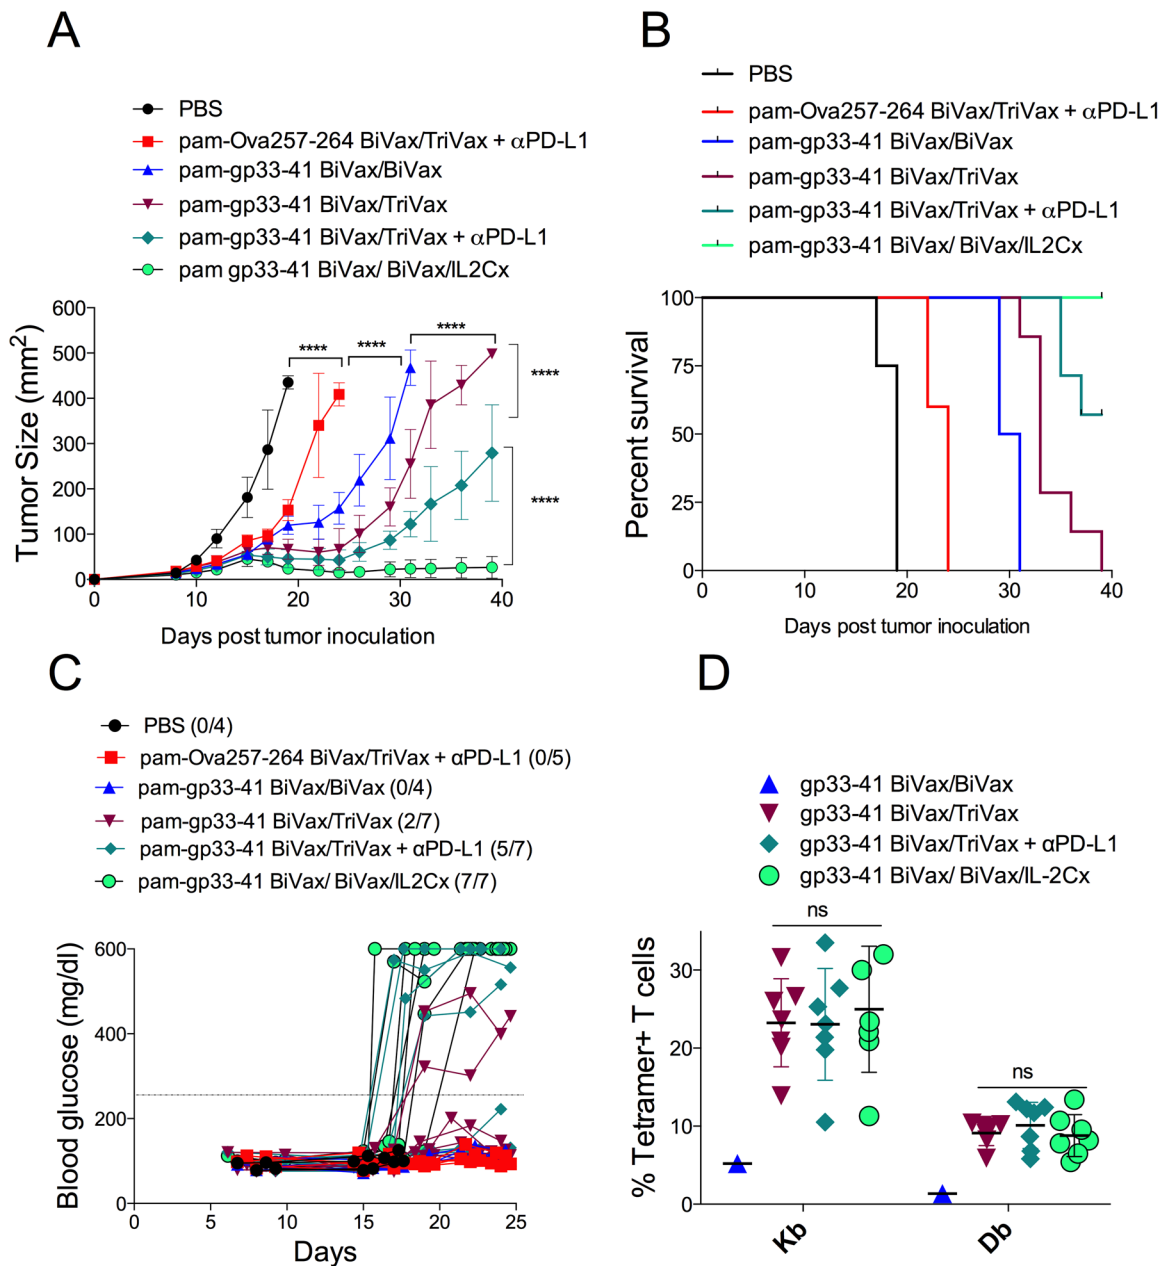 A
PBS
pam-Ova257-264 BiVax/TriVax + αPD-L1
pam-gp33-41 BiVax/BiVax
pam-gp33-41 BiVax/TriVax
pam-gp33-41 BiVax/TriVax + αPD-L1
pam gp33-41 BiVax/ BiVax/IL2Cx
Tumor Size (mm²)
600
500
400
300
200
100
0
****
****
****
****
****
0
20
30
40
Days post tumor inoculation
B
PBS
pam-Ova257-264 BiVax/TriVax + αPD-L1
pam-gp33-41 BiVax/BiVax
pam-gp33-41 BiVax/TriVax
pam-gp33-41 BiVax/TriVax + αPD-L1
pam-gp33-41 BiVax/ BiVax/IL2Cx
Percent survival
100
75
50
25
0
0
10
20
30
40
Days post tumor inoculation
C
PBS (0/4)
pam-Ova257-264 BiVax/TriVax + αPD-L1 (0/5)
pam-gp33-41 BiVax/BiVax (0/4)
pam-gp33-41 BiVax/TriVax (2/7)
pam-gp33-41 BiVax/TriVax + αPD-L1 (5/7)
pam-gp33-41 BiVax/ BiVax/IL2Cx (7/7)
Blood glucose (mg/dl)
600
400
200
0
0
5
10
15
20
25
Days
D
gp33-41 BiVax/BiVax
gp33-41 BiVax/TriVax
gp33-41 BiVax/TriVax + αPD-L1
gp33-41 BiVax/ BiVax/IL-2Cx
% Tetramer+ T cells
30
20
10
0
ns
ns
Kb
Db